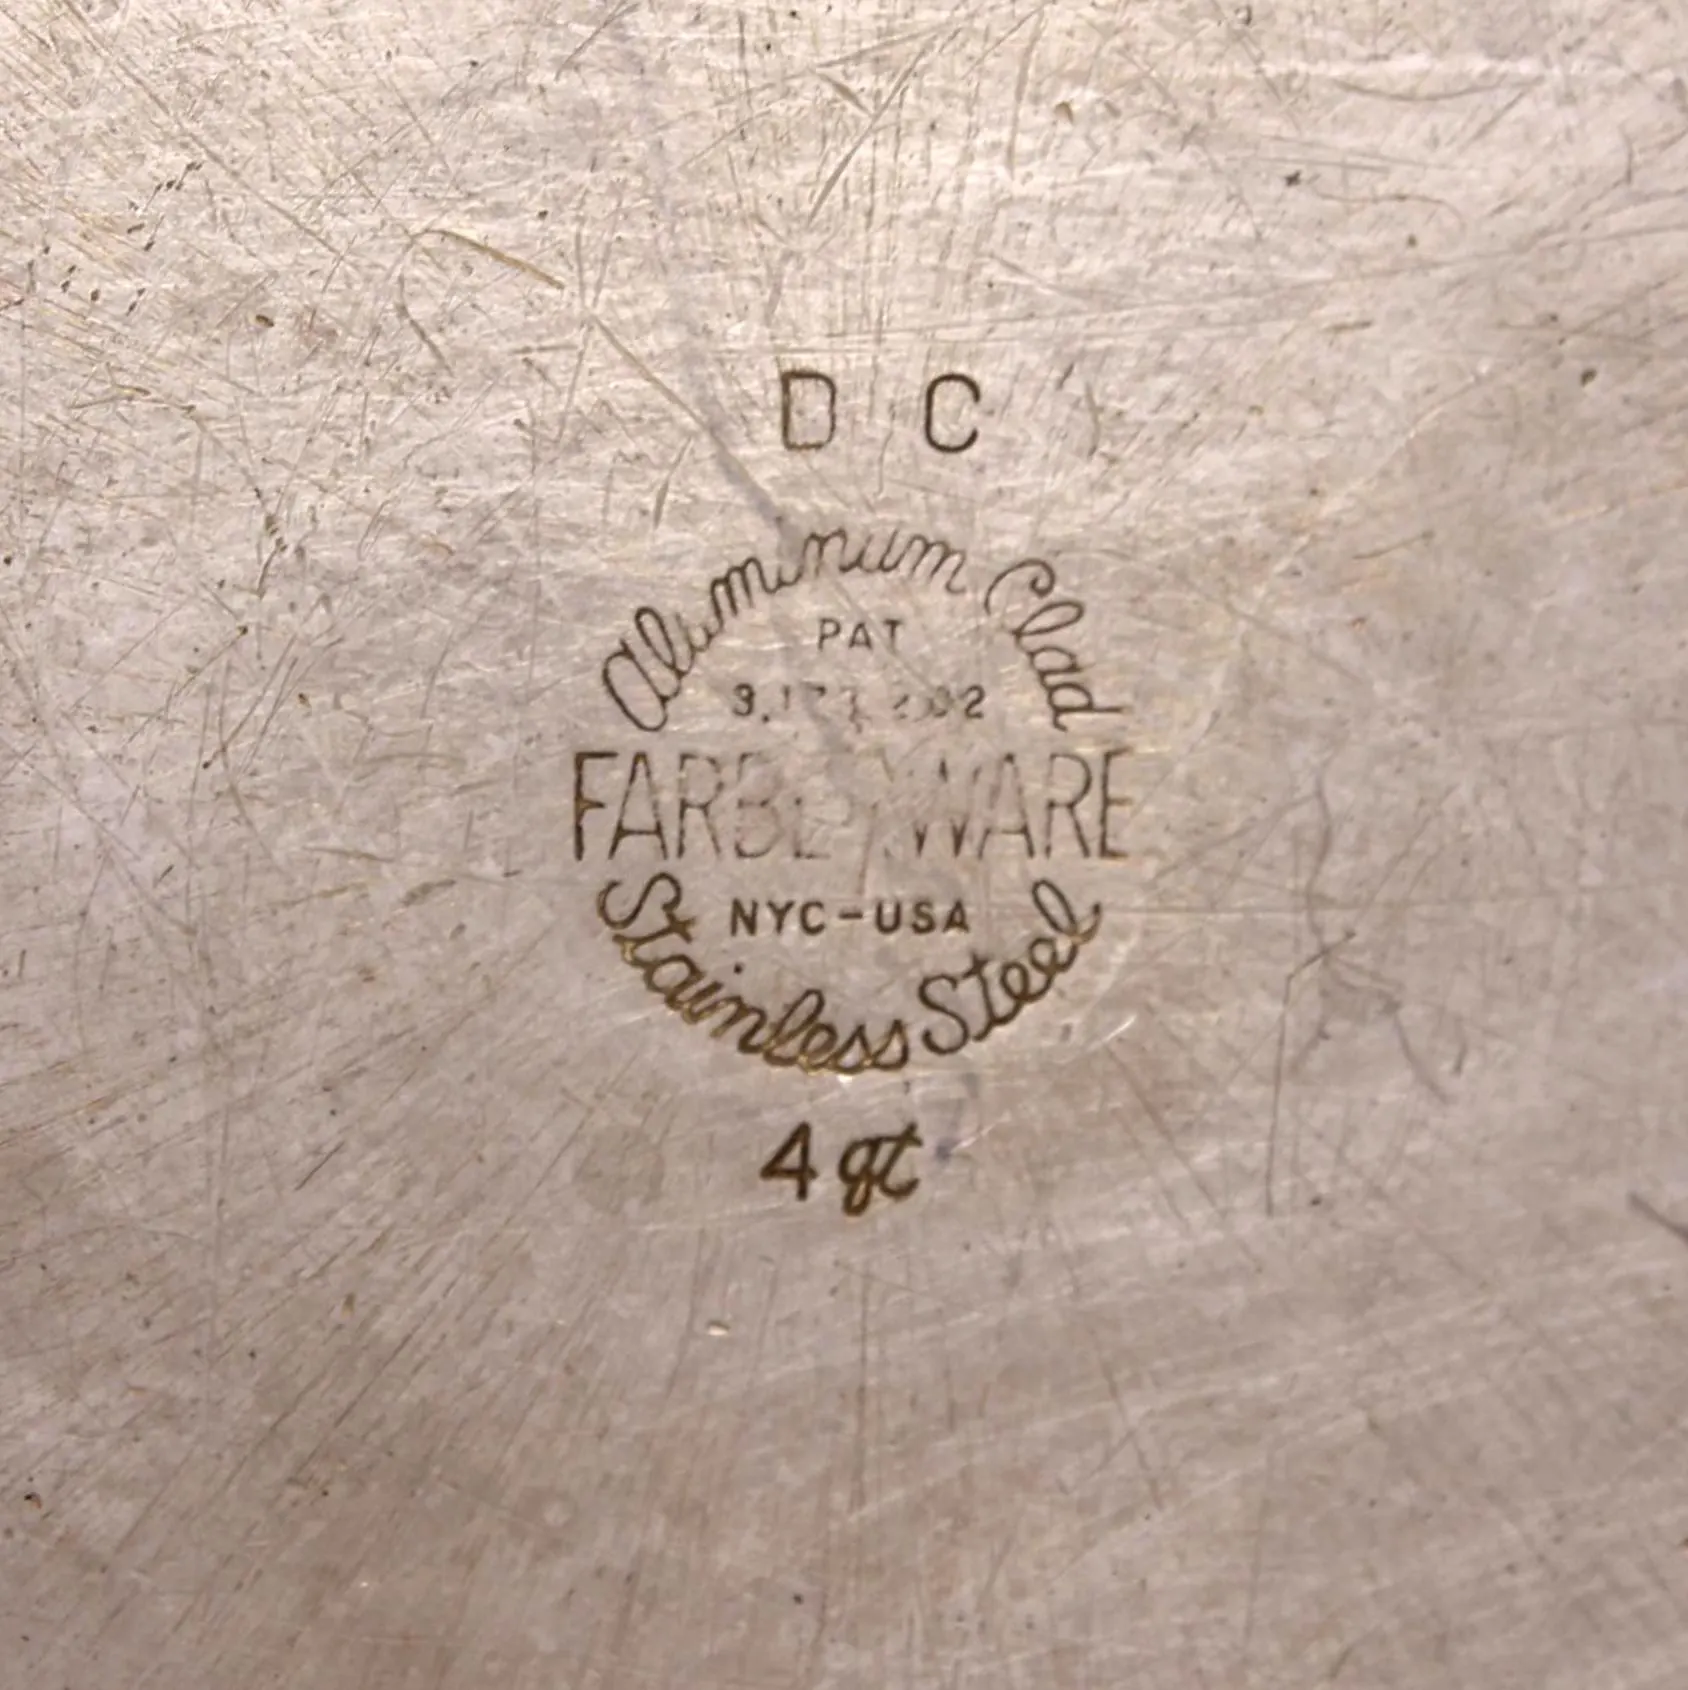 D C
Aluminum Clad
PAT
FARBERWARE
NYC-USA
Stainless Steel
4 qt